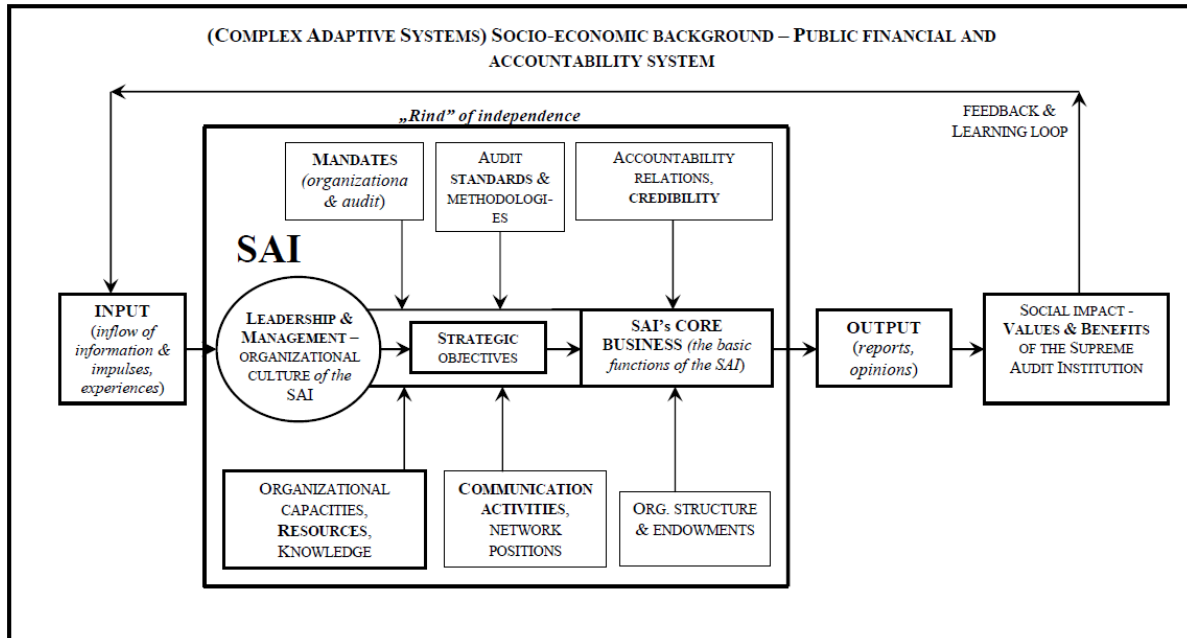 (COMPLEX ADAPTIVE SYSTEMS) SOCIO-ECONOMIC BACKGROUND – PUBLIC FINANCIAL AND
ACCOUNTABILITY SYSTEM
„Rind” of independence
FEEDBACK &
LEARNING LOOP
MANDATES
(organizationa
& audit)
AUDIT
STANDARDS &
METHODOLOGI-
ES
ACCOUNTABILITY
RELATIONS,
CREDIBILITY
SAI
INPUT
(inflow of
information &
impulses,
experiences)
LEADERSHIP &
MANAGEMENT –
ORGANIZATIONAL
CULTURE of the
SAI
STRATEGIC
OBJECTIVES
SAI's CORE
BUSINESS (the basic
functions of the SAI)
OUTPUT
(reports,
opinions)
SOCIAL IMPACT -
VALUES & BENEFITS
OF THE SUPREME
AUDIT INSTITUTION
ORGANIZATIONAL
CAPACITIES,
RESOURCES,
KNOWLEDGE
COMMUNICATION
ACTIVITIES,
NETWORK
POSITIONS
ORG. STRUCTURE
& ENDOWMENTS